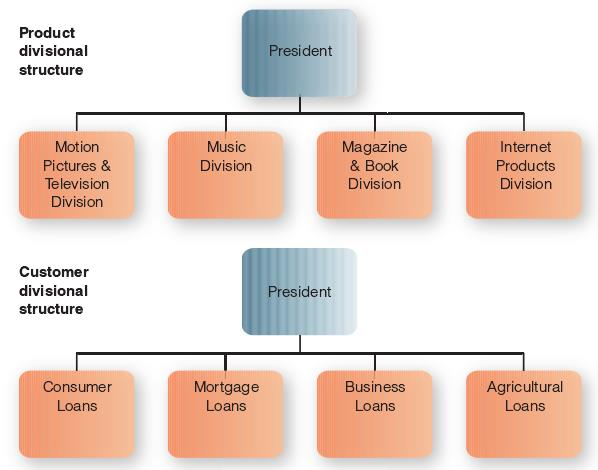 Product
divisional
structure
President
Motion
Pictures &
Television
Division
Music
Division
Magazine
& Book
Division
Internet
Products
Division
Customer
divisional
structure
President
Consumer
Loans
Mortgage
Loans
Business
Loans
Agricultural
Loans